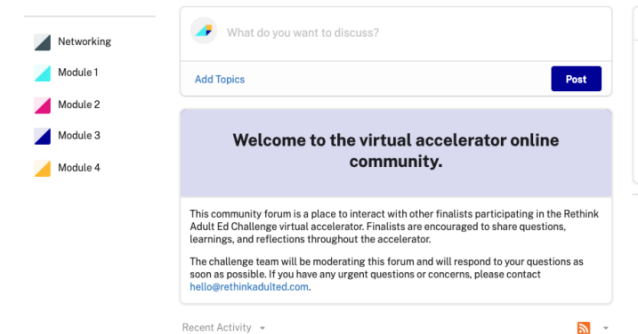 Networking
Module 1
Module 2
Module 3
Module 4
What do you want to discuss?
Add Topics
Post
Welcome to the virtual accelerator online
community.
This community forum is a place to interact with other finalists participating in the Rethink
Adult Ed Challenge virtual accelerator. Finalists are encouraged to share questions,
learnings, and reflections throughout the accelerator.
The challenge team will be moderating this forum and will respond to your questions as
soon as possible. If you have any urgent questions or concerns, please contact
hello@rethinkadulted.com.
Recent Activity